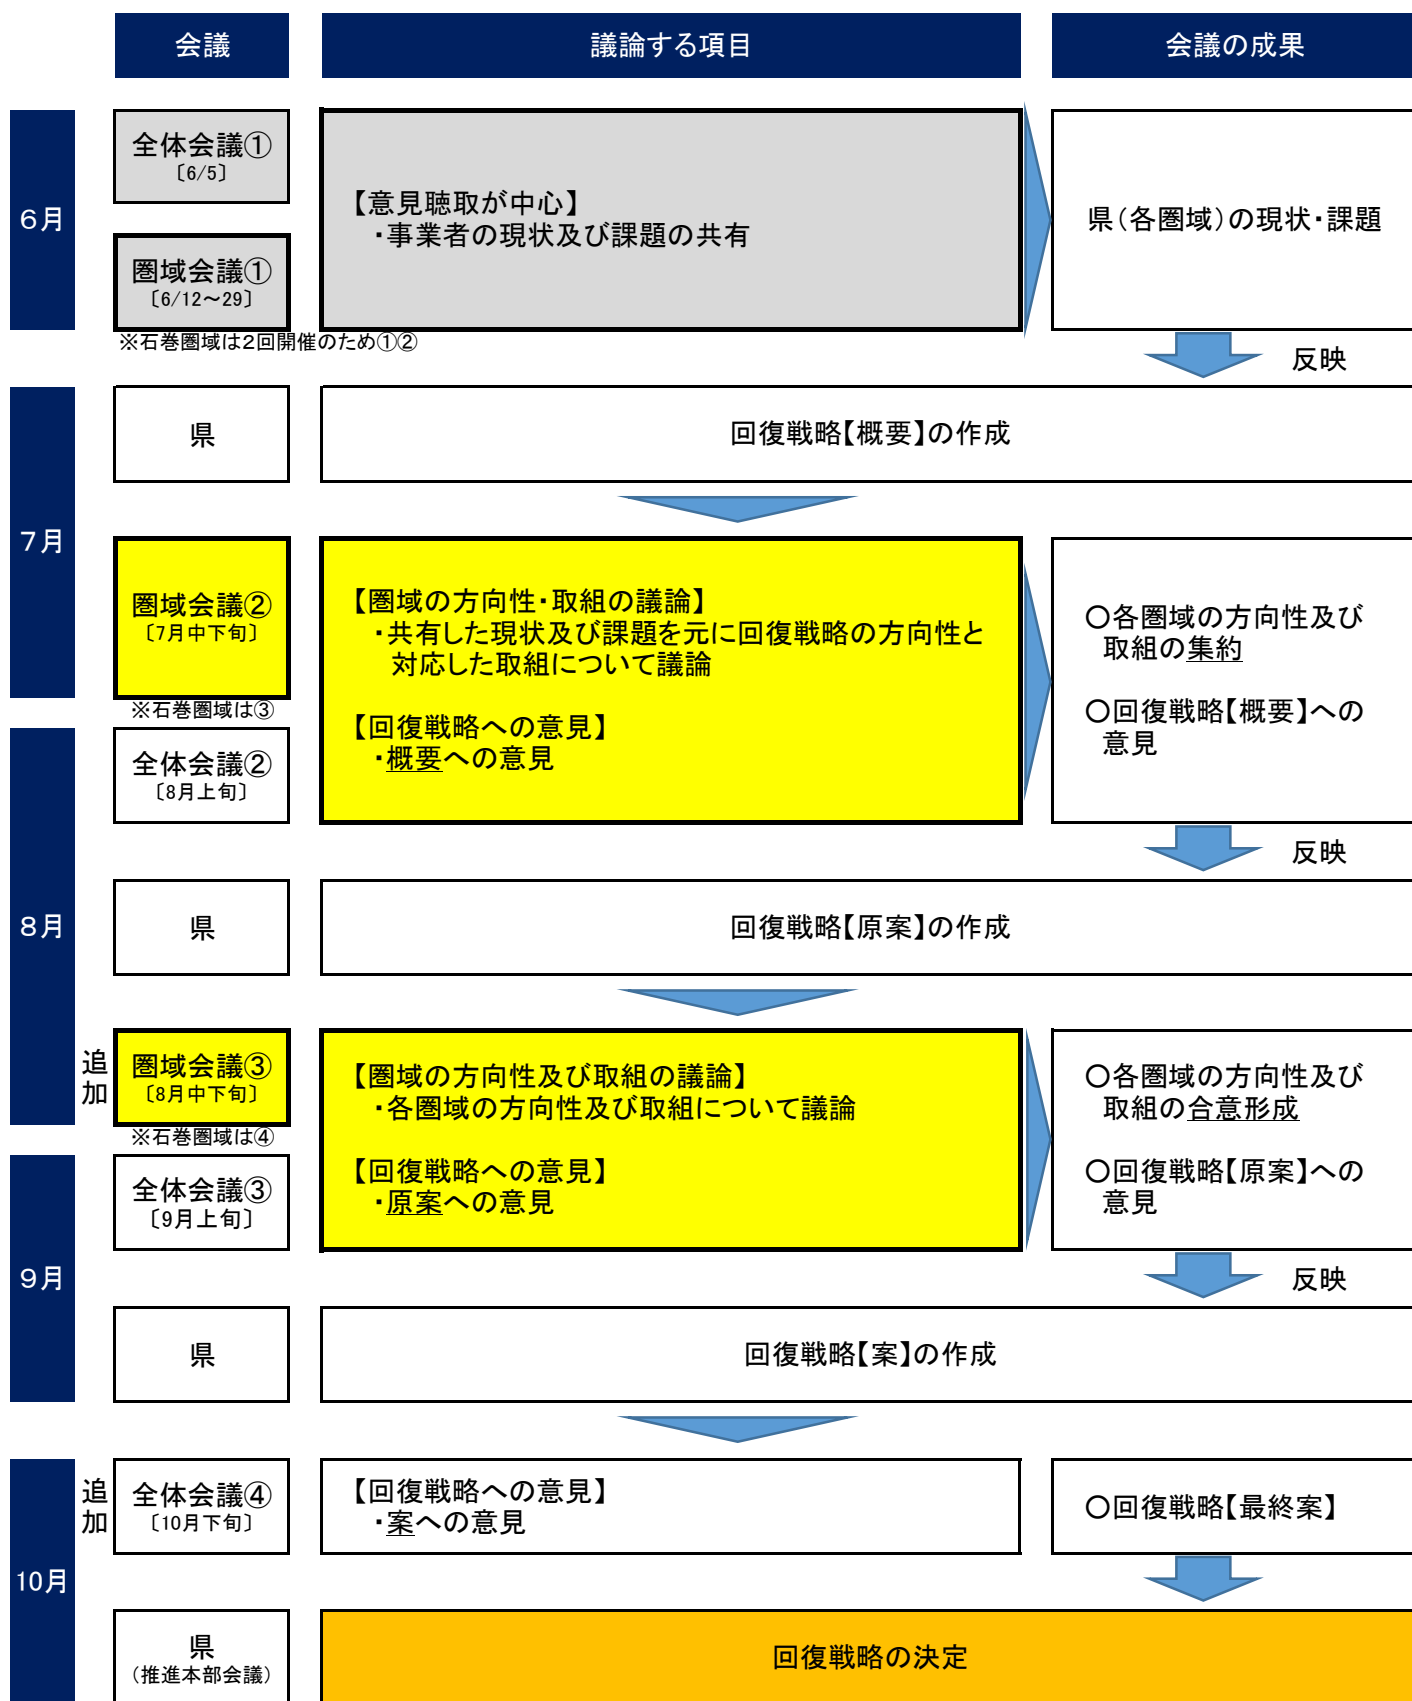 会議
議論する項目
会議の成果
6月
全体会議①
〔6/5〕
圏域会議①
〔6/12～29〕
※石巻圏域は2回開催のため①②
【意見聴取が中心】
・事業者の現状及び課題の共有
県(各圏域)の現状・課題
反映
7月
県
回復戦略【概要】の作成
圏域会議②
〔7月中下旬〕
※石巻圏域は③
【圏域の方向性・取組の議論】
・共有した現状及び課題を元に回復戦略の方向性と
対応した取組について議論
【回復戦略への意見】
・概要への意見
〇各圏域の方向性及び
取組の集約
〇回復戦略【概要】への
意見
8月
全体会議②
〔8月上旬〕
反映
県
回復戦略【原案】の作成
追加
圏域会議③
〔8月中下旬〕
※石巻圏域は④
【圏域の方向性及び取組の議論】
・各圏域の方向性及び取組について議論
【回復戦略への意見】
・原案への意見
〇各圏域の方向性及び
取組の合意形成
〇回復戦略【原案】への
意見
9月
全体会議③
〔9月上旬〕
反映
県
回復戦略【案】の作成
10月
追加
全体会議④
〔10月下旬〕
【回復戦略への意見】
・案への意見
〇回復戦略【最終案】
県
(推進本部会議)
回復戦略の決定